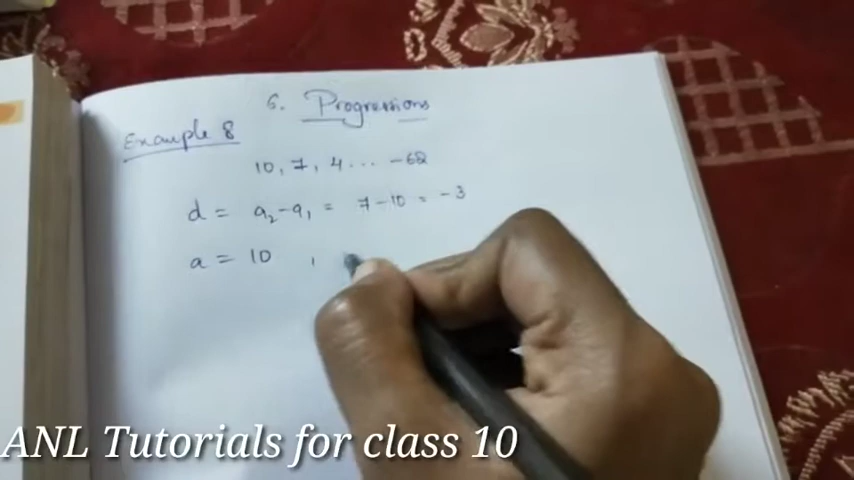 6. Progressions
Example 8
10, 7, 4... -62
d = a₂-a₁ = 7-10 = -3
a = 10 ,
ANL Tutorials for class 10